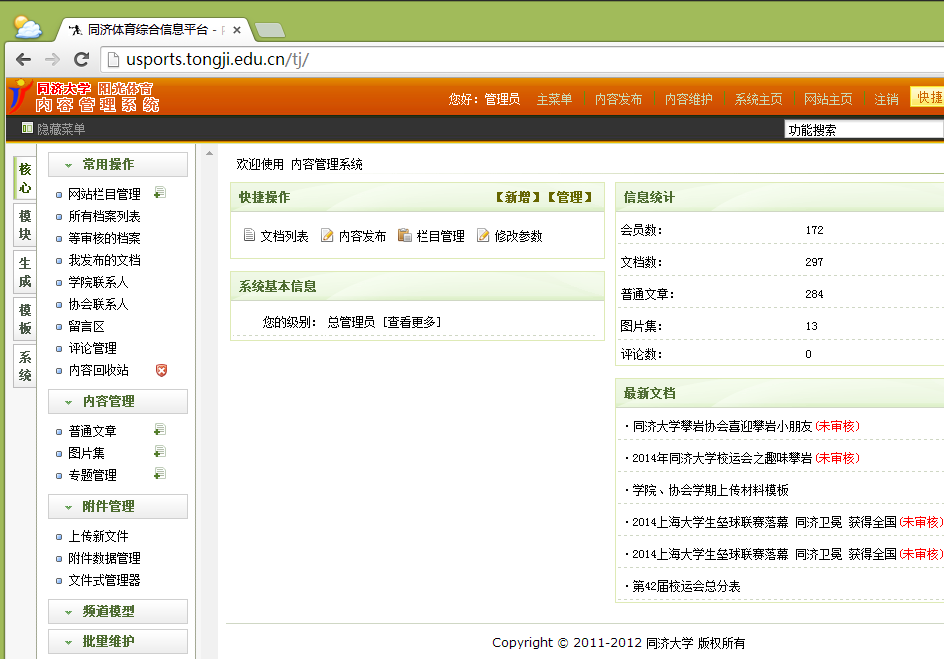 同济体育综合信息平台 -
usports.tongji.edu.cn/tj/
同济大学 阳光体育
内容管理系统
您好：管理员 主菜单 内容发布 内容维护 系统主页 网站主页 注销 快捷
隐藏菜单
功能搜索
核心
模块
生成
模板
系统
常用操作
网站栏目管理
所有档案列表
等审核的档案
我发布的文档
学院联系人
协会联系人
留言区
评论管理
内容回收站
内容管理
普通文章
图片集
专题管理
附件管理
上传新文件
附件数据管理
文件式管理器
频道模型
批量维护
欢迎使用 内容管理系统
快捷操作 【新增】【管理】
文档列表 内容发布 栏目管理 修改参数
系统基本信息
您的级别： 总管理员 [查看更多]
信息统计
会员数： 172
文档数： 297
普通文章： 284
图片集： 13
评论数： 0
最新文档
·同济大学攀岩协会喜迎攀岩小朋友(未审核)
·2014年同济大学校运会之趣味攀岩(未审核)
·学院、协会学期上传材料模板
·2014上海大学生垒球联赛落幕 同济卫冕 获得全国(未审核)
·2014上海大学生垒球联赛落幕 同济卫冕 获得全国(未审核)
·第42届校运会总分表
Copyright © 2011-2012 同济大学 版权所有